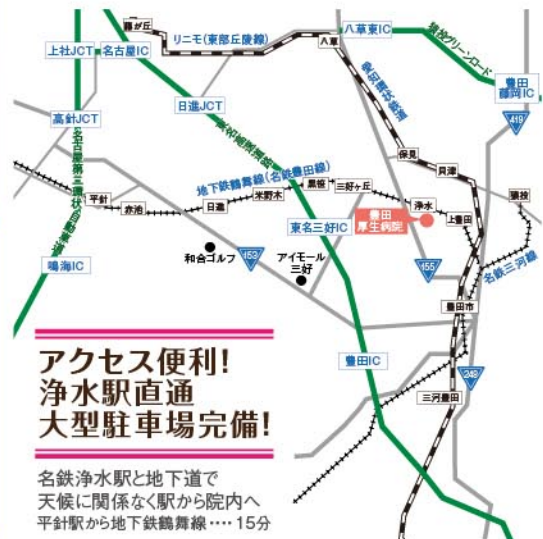 藤が丘
リニモ(東部丘陵線)
八草
八草東IC
猿投グリーンロード
豊田
藤岡IC
419
上社JCT
名古屋IC
愛知環状鉄道
日進JCT
高針JCT
東名高速道路
名古屋第二環状自動車道
保見
貝津
地下鉄鶴舞線(名鉄豊田線)
平針
赤池
日進
米野木
黒笹
三好ヶ丘
浄水
上豊田
猿投
豊田
厚生病院
東名三好IC
和合ゴルフ
153
アイモール
三好
155
名鉄三河線
鳴海IC
豊田市
豊田IC
248
三河豊田
アクセス便利!
浄水駅直通
大型駐車場完備!
名鉄浄水駅と地下道で
天候に関係なく駅から院内へ
平針駅から地下鉄鶴舞線‥‥15分